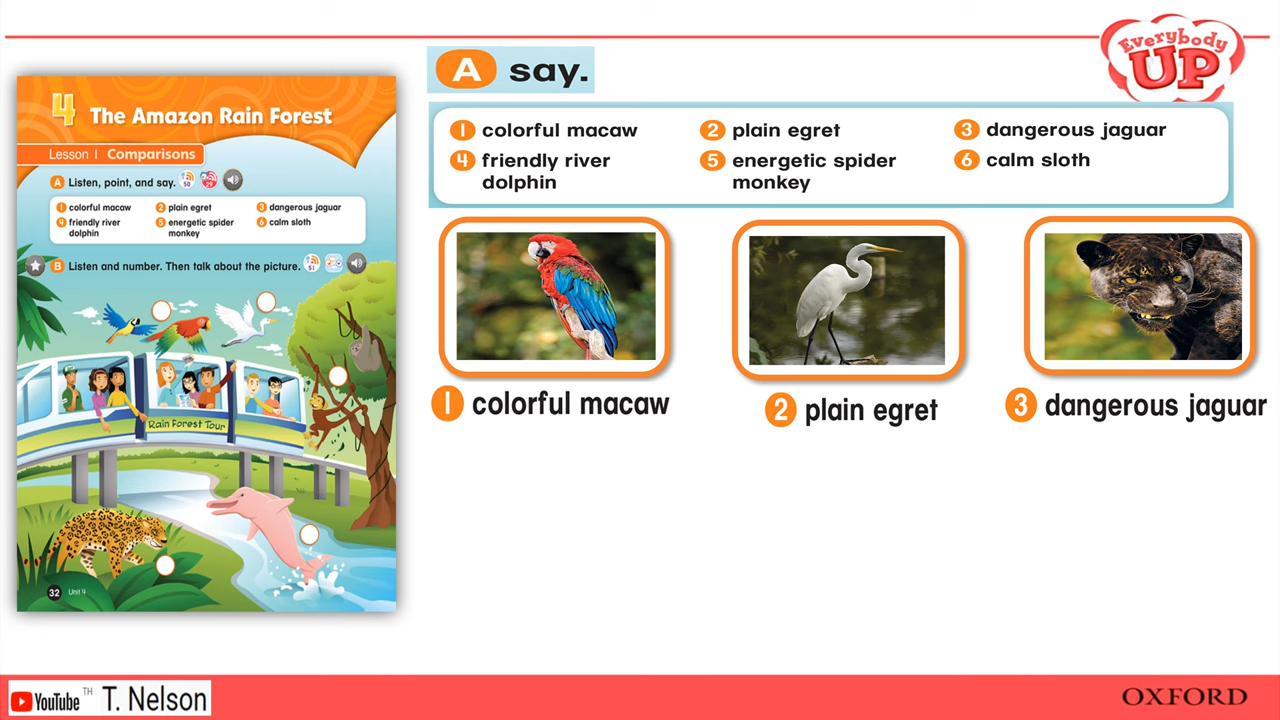 Everybody
UP
A say.
1 colorful macaw 2 plain egret 3 dangerous jaguar
4 friendly river 5 energetic spider 6 calm sloth
dolphin monkey
4 The Amazon Rain Forest
Lesson 1 Comparisons
A Listen, point, and say. 50 29
1 colorful macaw 2 plain egret 3 dangerous jaguar
4 friendly river 5 energetic spider 6 calm sloth
dolphin monkey
B Listen and number. Then talk about the picture. 51
Rain Forest Tour
32 Unit 4
1 colorful macaw
2 plain egret
3 dangerous jaguar
YouTube TH T. Nelson
OXFORD